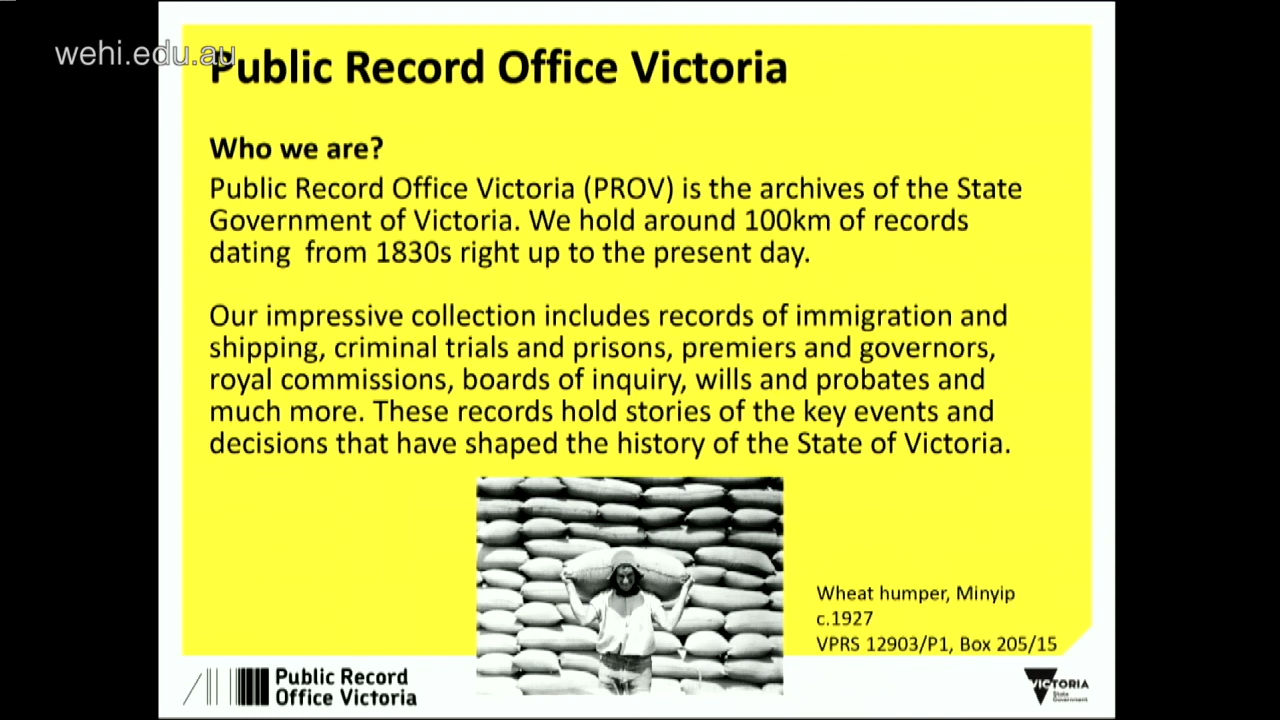 wehi.edu.au
Public Record Office Victoria
Who we are?
Public Record Office Victoria (PROV) is the archives of the State
Government of Victoria. We hold around 100km of records
dating from 1830s right up to the present day.
Our impressive collection includes records of immigration and
shipping, criminal trials and prisons, premiers and governors,
royal commissions, boards of inquiry, wills and probates and
much more. These records hold stories of the key events and
decisions that have shaped the history of the State of Victoria.
Wheat humper, Minyip
c.1927
VPRS 12903/P1, Box 205/15
Public Record
Office Victoria
VICTORIA
State
Government